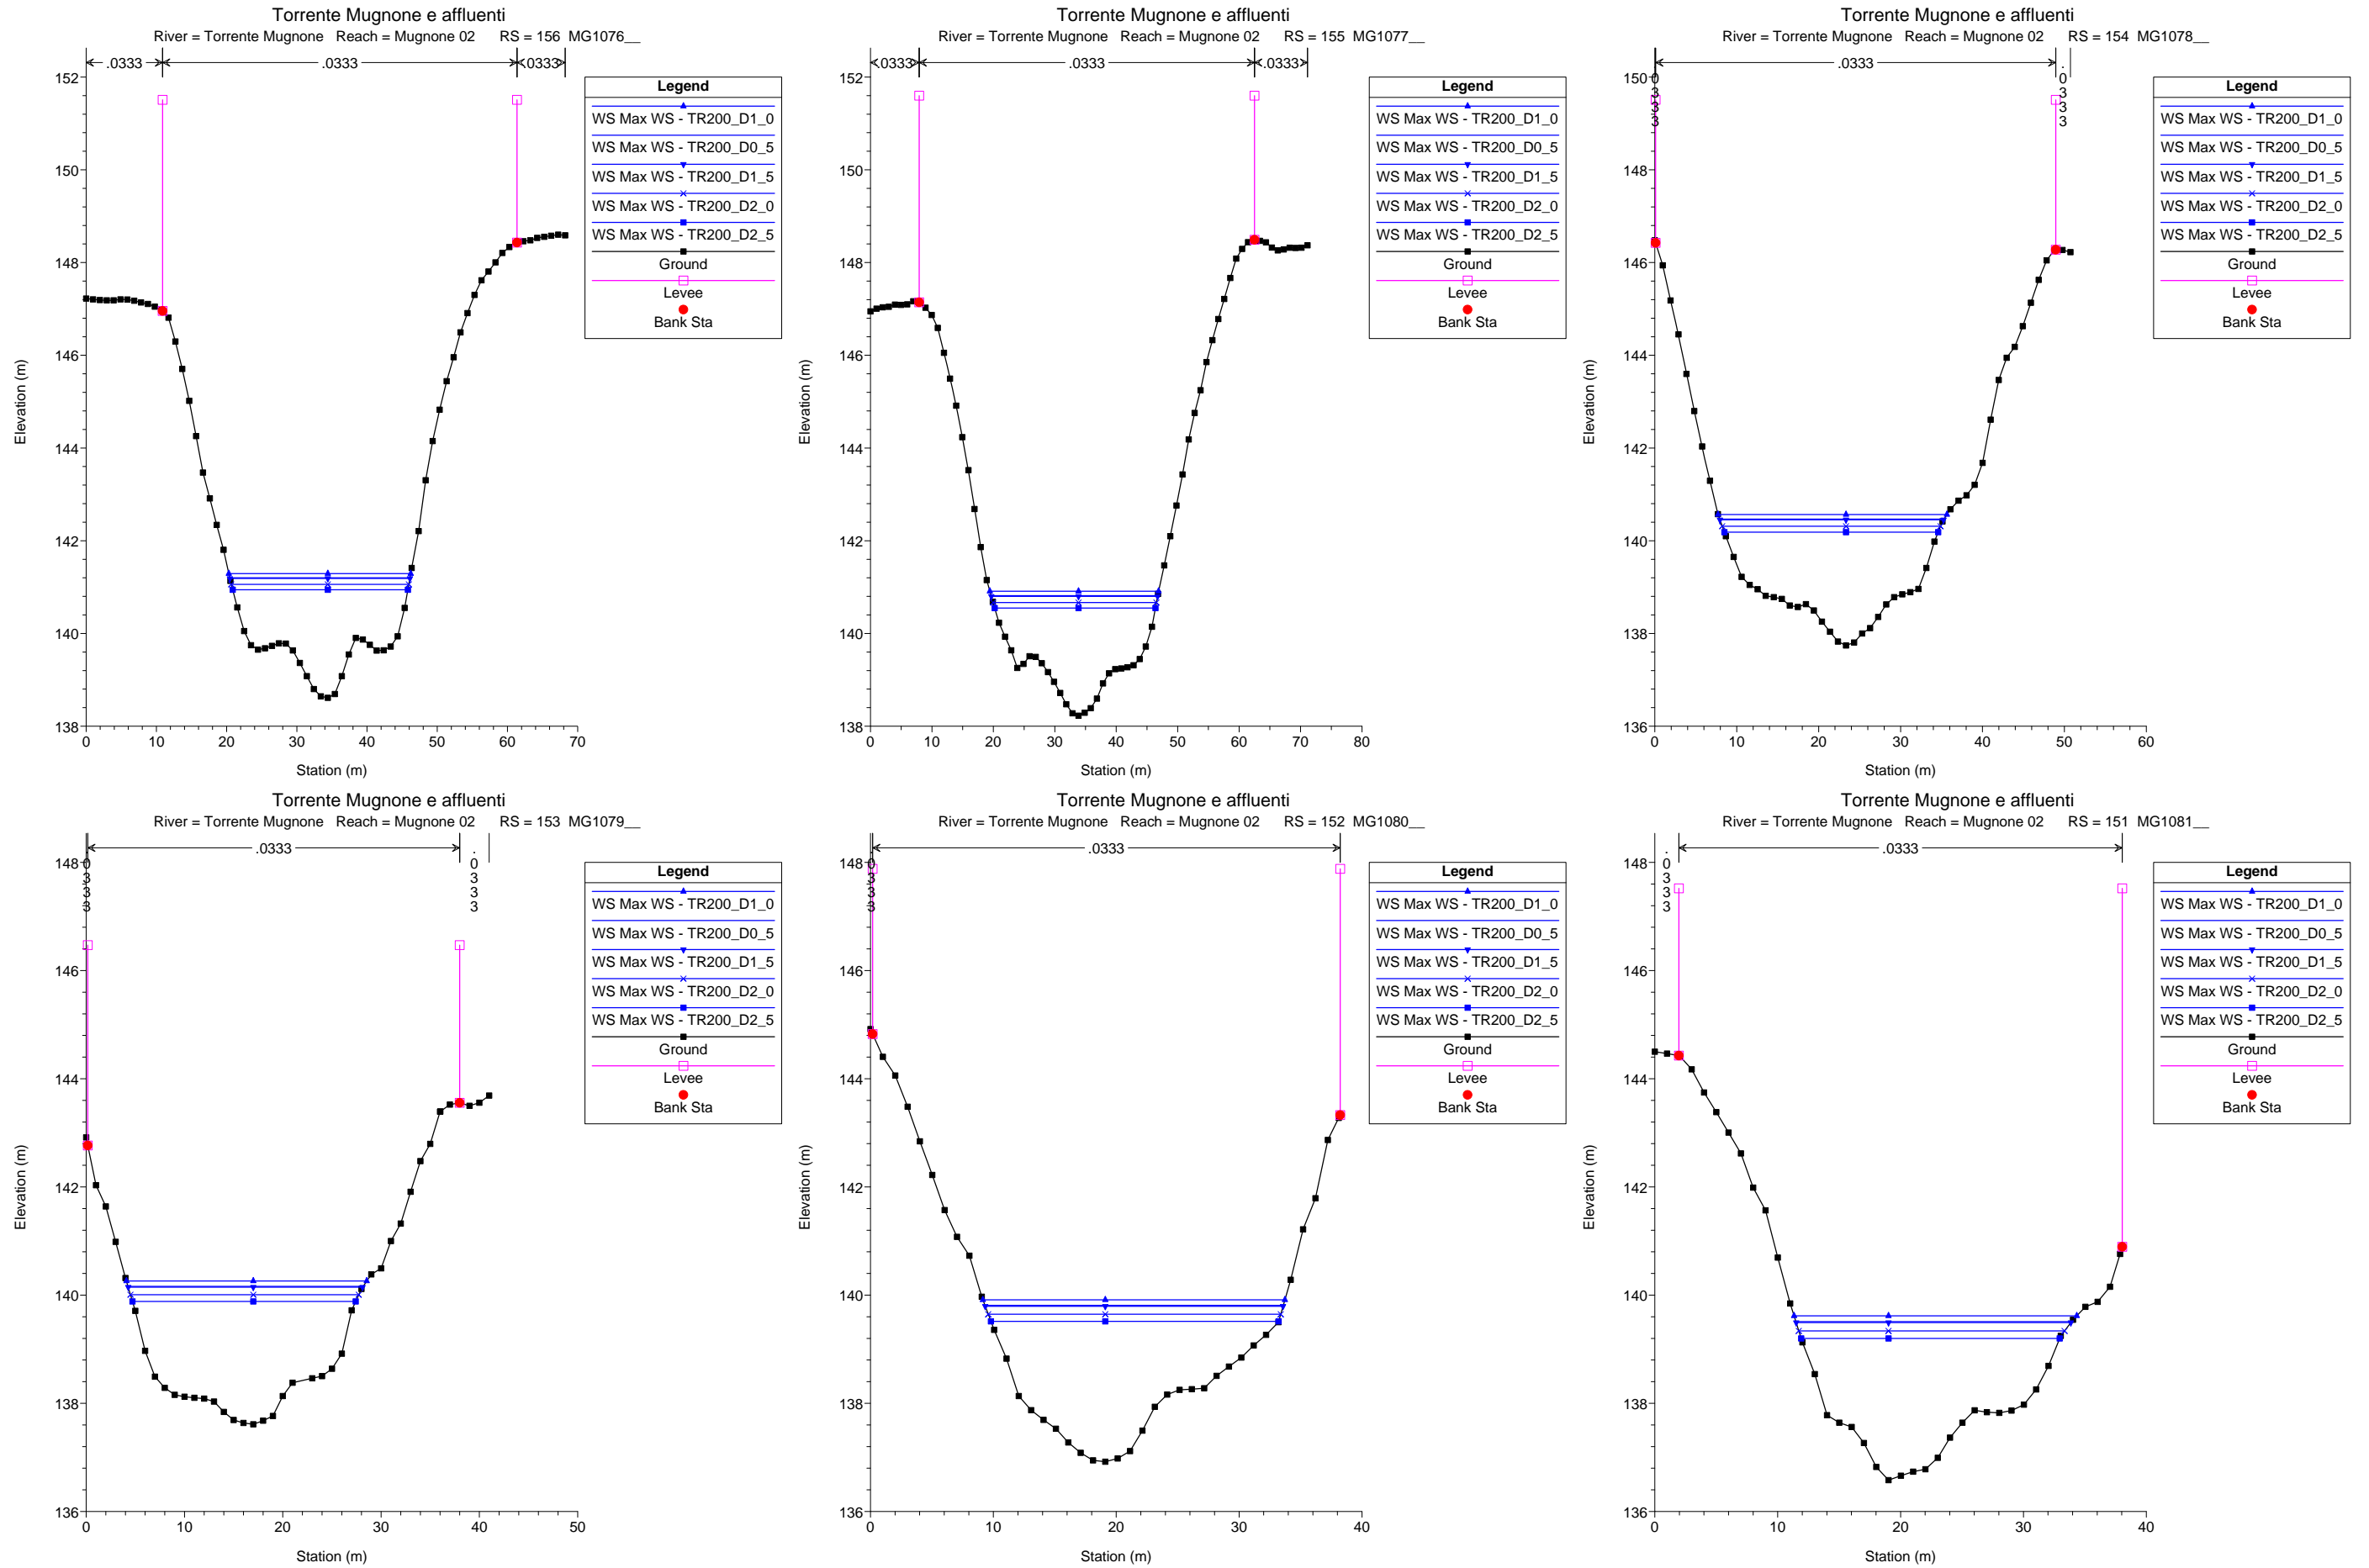 Torrente Mugnone e affluenti
River = Torrente Mugnone Reach = Mugnone 02 RS = 156 MG1076__
.0333 .0333 .0333
Legend
WS Max WS - TR200_D1_0
WS Max WS - TR200_D0_5
WS Max WS - TR200_D1_5
WS Max WS - TR200_D2_0
WS Max WS - TR200_D2_5
Ground
Levee
Bank Sta
Elevation (m)
152
150
148
146
144
142
140
138
0 10 20 30 40 50 60 70
Station (m)
Torrente Mugnone e affluenti
River = Torrente Mugnone Reach = Mugnone 02 RS = 155 MG1077__
.0333 .0333 .0333
Legend
WS Max WS - TR200_D1_0
WS Max WS - TR200_D0_5
WS Max WS - TR200_D1_5
WS Max WS - TR200_D2_0
WS Max WS - TR200_D2_5
Ground
Levee
Bank Sta
Elevation (m)
152
150
148
146
144
142
140
138
0 10 20 30 40 50 60 70 80
Station (m)
Torrente Mugnone e affluenti
River = Torrente Mugnone Reach = Mugnone 02 RS = 154 MG1078__
.0333
.0333
.0333
Legend
WS Max WS - TR200_D1_0
WS Max WS - TR200_D0_5
WS Max WS - TR200_D1_5
WS Max WS - TR200_D2_0
WS Max WS - TR200_D2_5
Ground
Levee
Bank Sta
Elevation (m)
150
148
146
144
142
140
138
136
0 10 20 30 40 50 60
Station (m)
Torrente Mugnone e affluenti
River = Torrente Mugnone Reach = Mugnone 02 RS = 153 MG1079__
.0333
.0333
.0333
Legend
WS Max WS - TR200_D1_0
WS Max WS - TR200_D0_5
WS Max WS - TR200_D1_5
WS Max WS - TR200_D2_0
WS Max WS - TR200_D2_5
Ground
Levee
Bank Sta
Elevation (m)
148
146
144
142
140
138
136
0 10 20 30 40 50
Station (m)
Torrente Mugnone e affluenti
River = Torrente Mugnone Reach = Mugnone 02 RS = 152 MG1080__
.0333
.0333
Legend
WS Max WS - TR200_D1_0
WS Max WS - TR200_D0_5
WS Max WS - TR200_D1_5
WS Max WS - TR200_D2_0
WS Max WS - TR200_D2_5
Ground
Levee
Bank Sta
Elevation (m)
148
146
144
142
140
138
136
0 10 20 30 40
Station (m)
Torrente Mugnone e affluenti
River = Torrente Mugnone Reach = Mugnone 02 RS = 151 MG1081__
.0333
.0333
Legend
WS Max WS - TR200_D1_0
WS Max WS - TR200_D0_5
WS Max WS - TR200_D1_5
WS Max WS - TR200_D2_0
WS Max WS - TR200_D2_5
Ground
Levee
Bank Sta
Elevation (m)
148
146
144
142
140
138
136
0 10 20 30 40
Station (m)